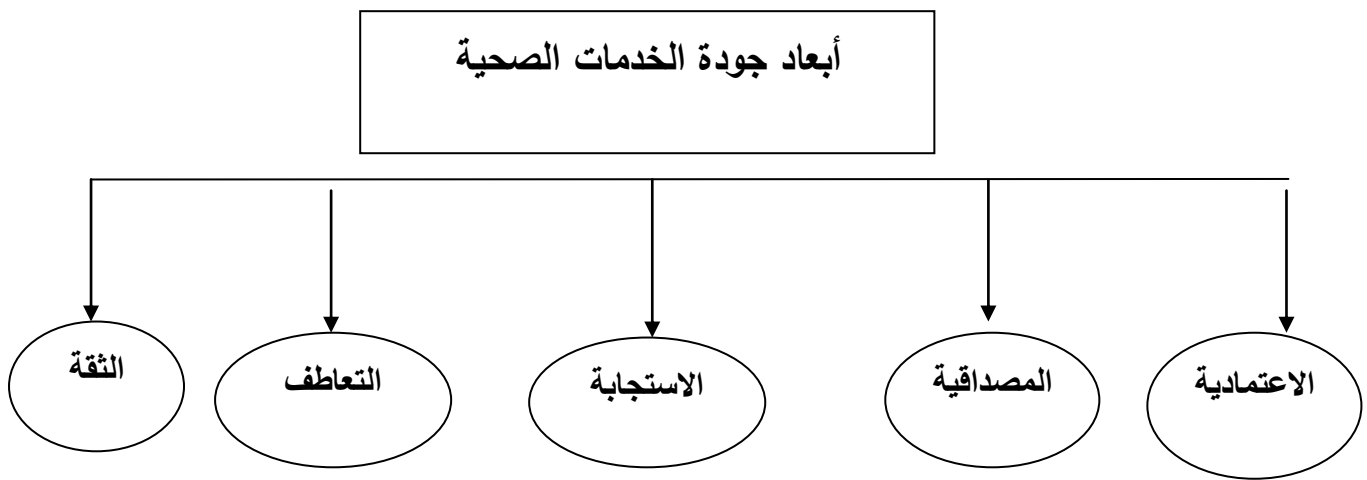 أبعاد جودة الخدمات الصحية
الاعتمادية
المصداقية
الاستجابة
التعاطف
الثقة